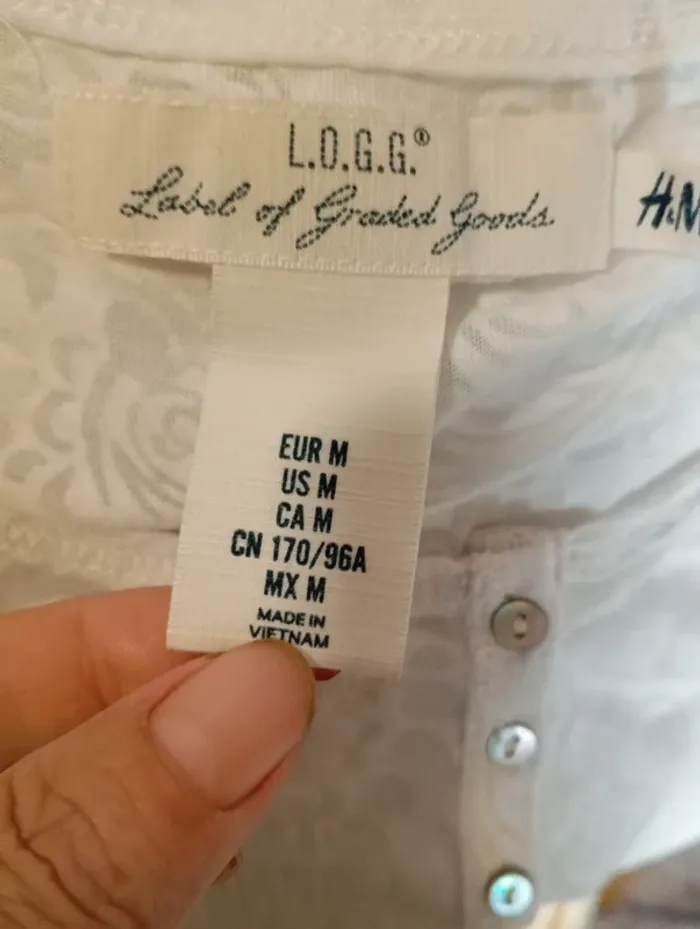 L.O.G.G.®
Label of Graded Goods
H&M
EUR M
US M
CA M
CN 170/96A
MX M
MADE IN
VIETNAM